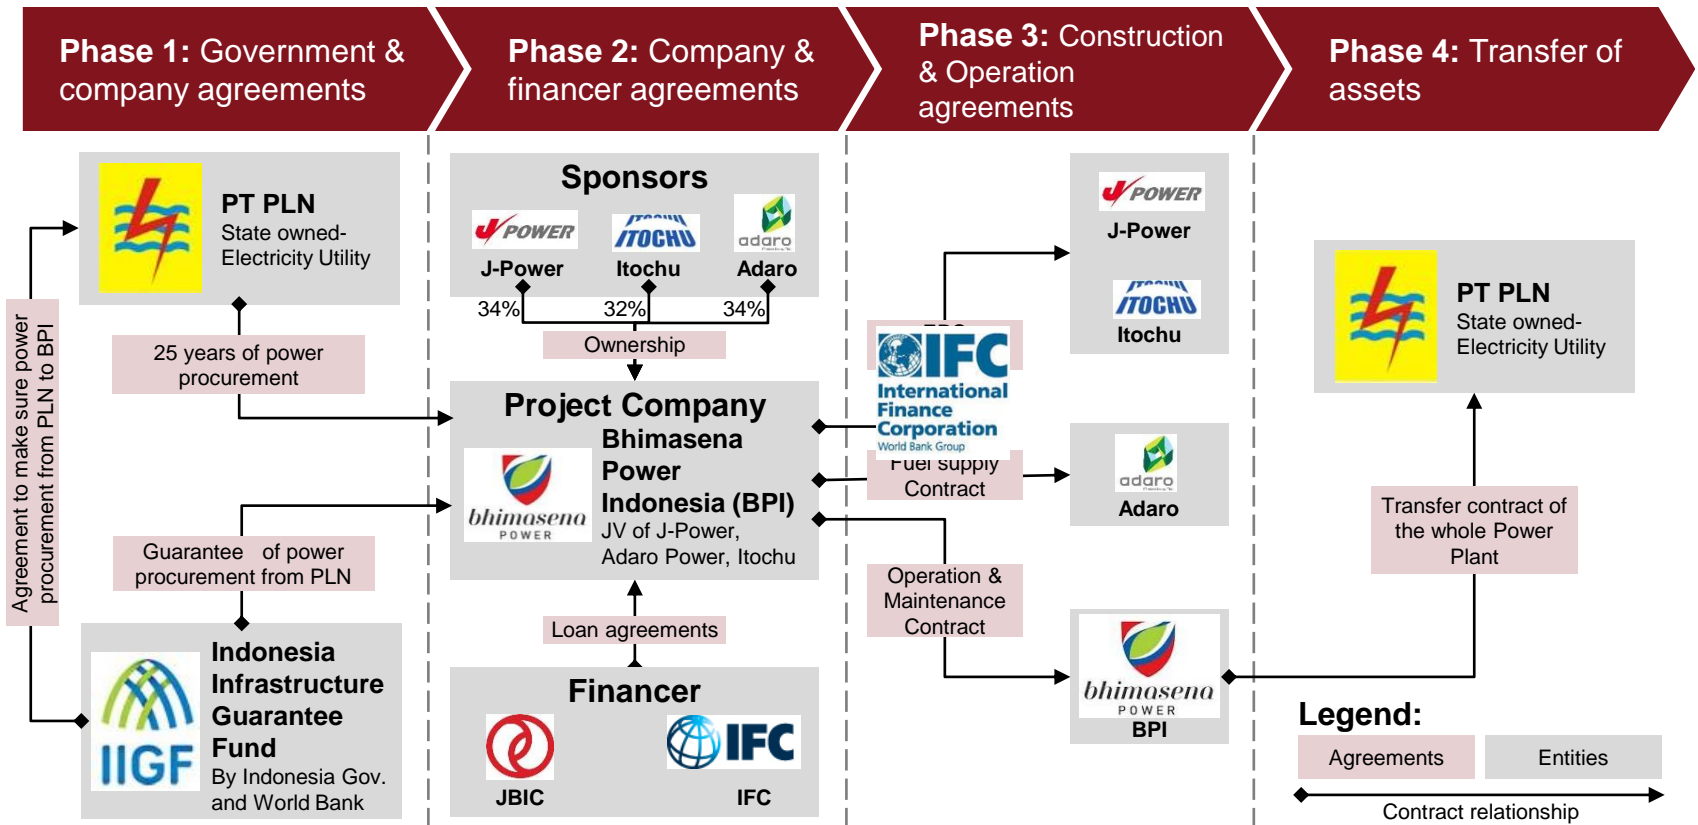 Phase 1: Government &
company agreements
Phase 2: Company &
financer agreements
Phase 3: Construction
& Operation
agreements
Phase 4: Transfer of
assets
PT PLN
State owned-
Electricity Utility
25 years of power
procurement
Agreement to make sure power
procurement from PLN to BPI
Guarantee of power
procurement from PLN
IIGF
Indonesia
Infrastructure
Guarantee
Fund
By Indonesia Gov.
and World Bank
Sponsors
POWER
ITOCHU
adaro
J-Power
Itochu
Adaro
34%
32%
34%
Ownership
Project Company
Bhimasena
Power
Indonesia (BPI)
JV of J-Power,
Adaro Power, Itochu
bhimasena
POWER
Loan agreements
Financer
IFC
JBIC
IFC
IFC
International
Finance
Corporation
World Bank Group
Fuel supply
Contract
Operation &
Maintenance
Contract
POWER
J-Power
ITOCHU
Itochu
adaro
Adaro
bhimasena
POWER
BPI
PT PLN
State owned-
Electricity Utility
Transfer contract of
the whole Power
Plant
Legend:
Agreements
Entities
Contract relationship